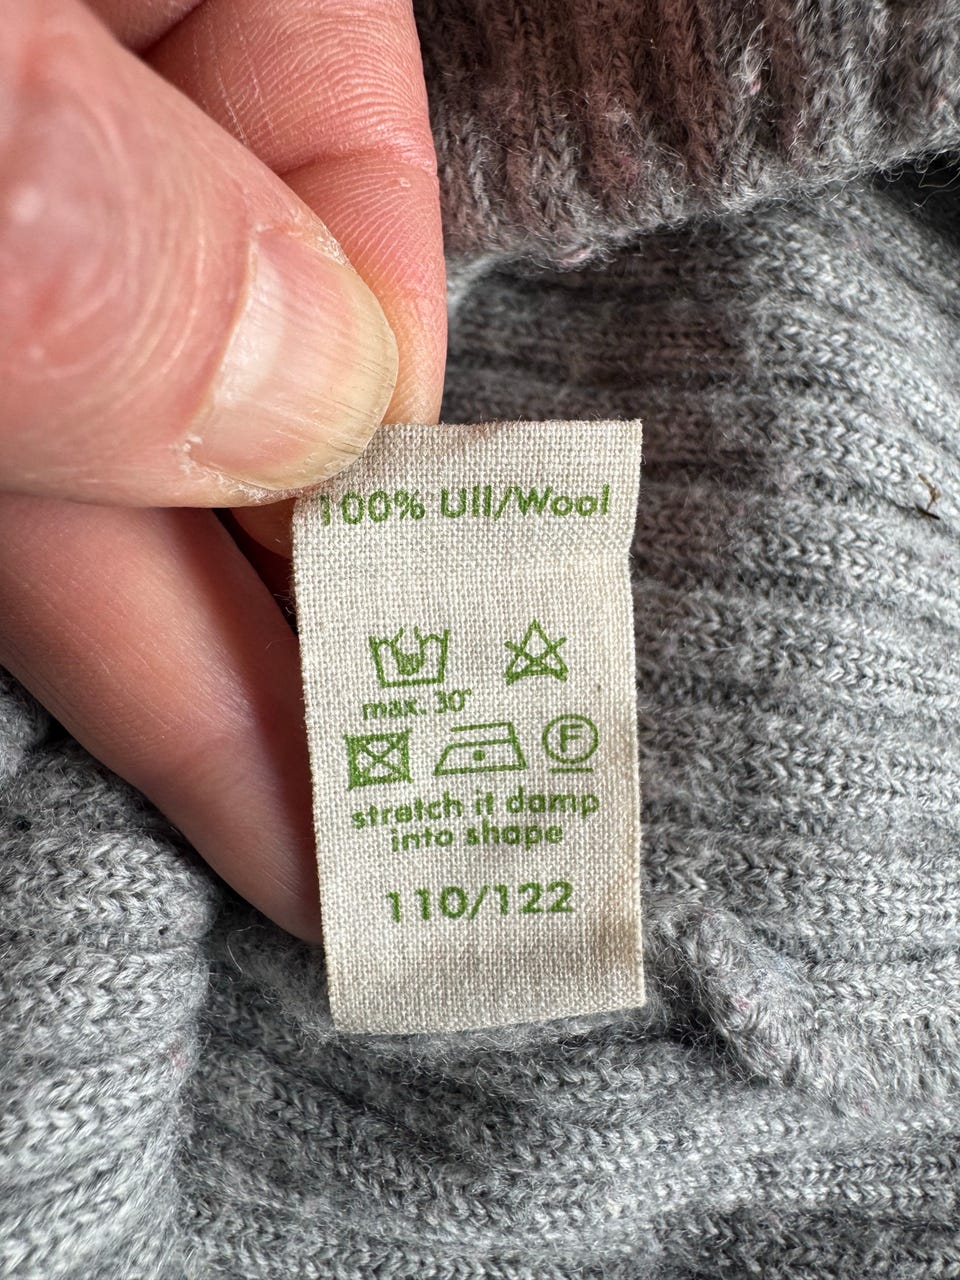 100% Ull/Wool
max. 30°
F
stretch it damp
into shape
110/122